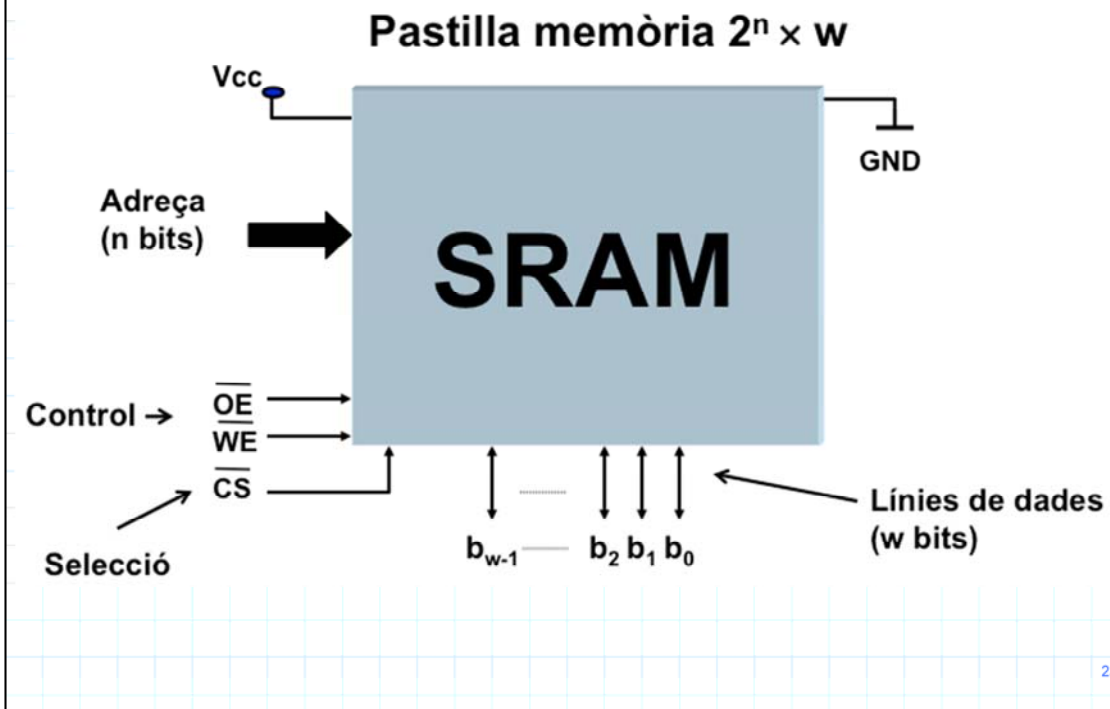 Pastilla memòria 2ⁿ × w
Vcc
GND
Adreça
(n bits)
SRAM
Control →
OE
WE
CS
Selecció
b_{w-1} b₂ b₁ b₀
Línies de dades
(w bits)
2